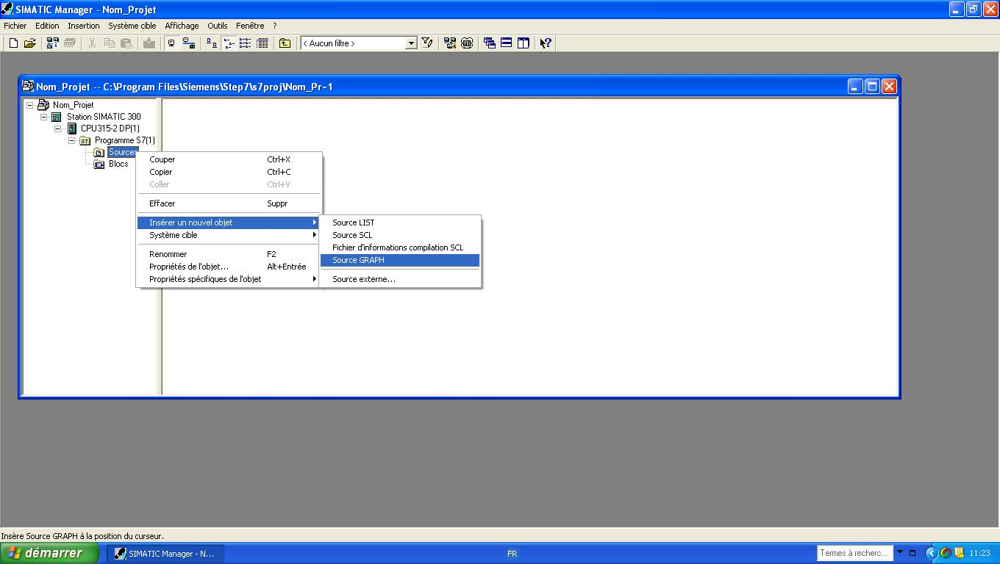 SIMATIC Manager - Nom_Projet
Fichier Edition Insertion Système cible Affichage Outils Fenêtre ?
< Aucun filtre >
Nom_Projet -- C:\Program Files\Siemens\Step7\s7proj\Nom_Pr~1
Nom_Projet
Station SIMATIC 300
CPU315-2 DP(1)
S7 Programme S7(1)
Sources
Blocs
Couper Ctrl+X
Copier Ctrl+C
Coller Ctrl+V
Effacer Suppr
Insérer un nouvel objet
Système cible
Renommer F2
Propriétés de l'objet... Alt+Entrée
Propriétés spécifiques de l'objet
Source LIST
Source SCL
Fichier d'informations compilation SCL
Source GRAPH
Source externe...
Insère Source GRAPH à la position du curseur.
démarrer
SIMATIC Manager - N...
FR
Termes à recherc...
11:23